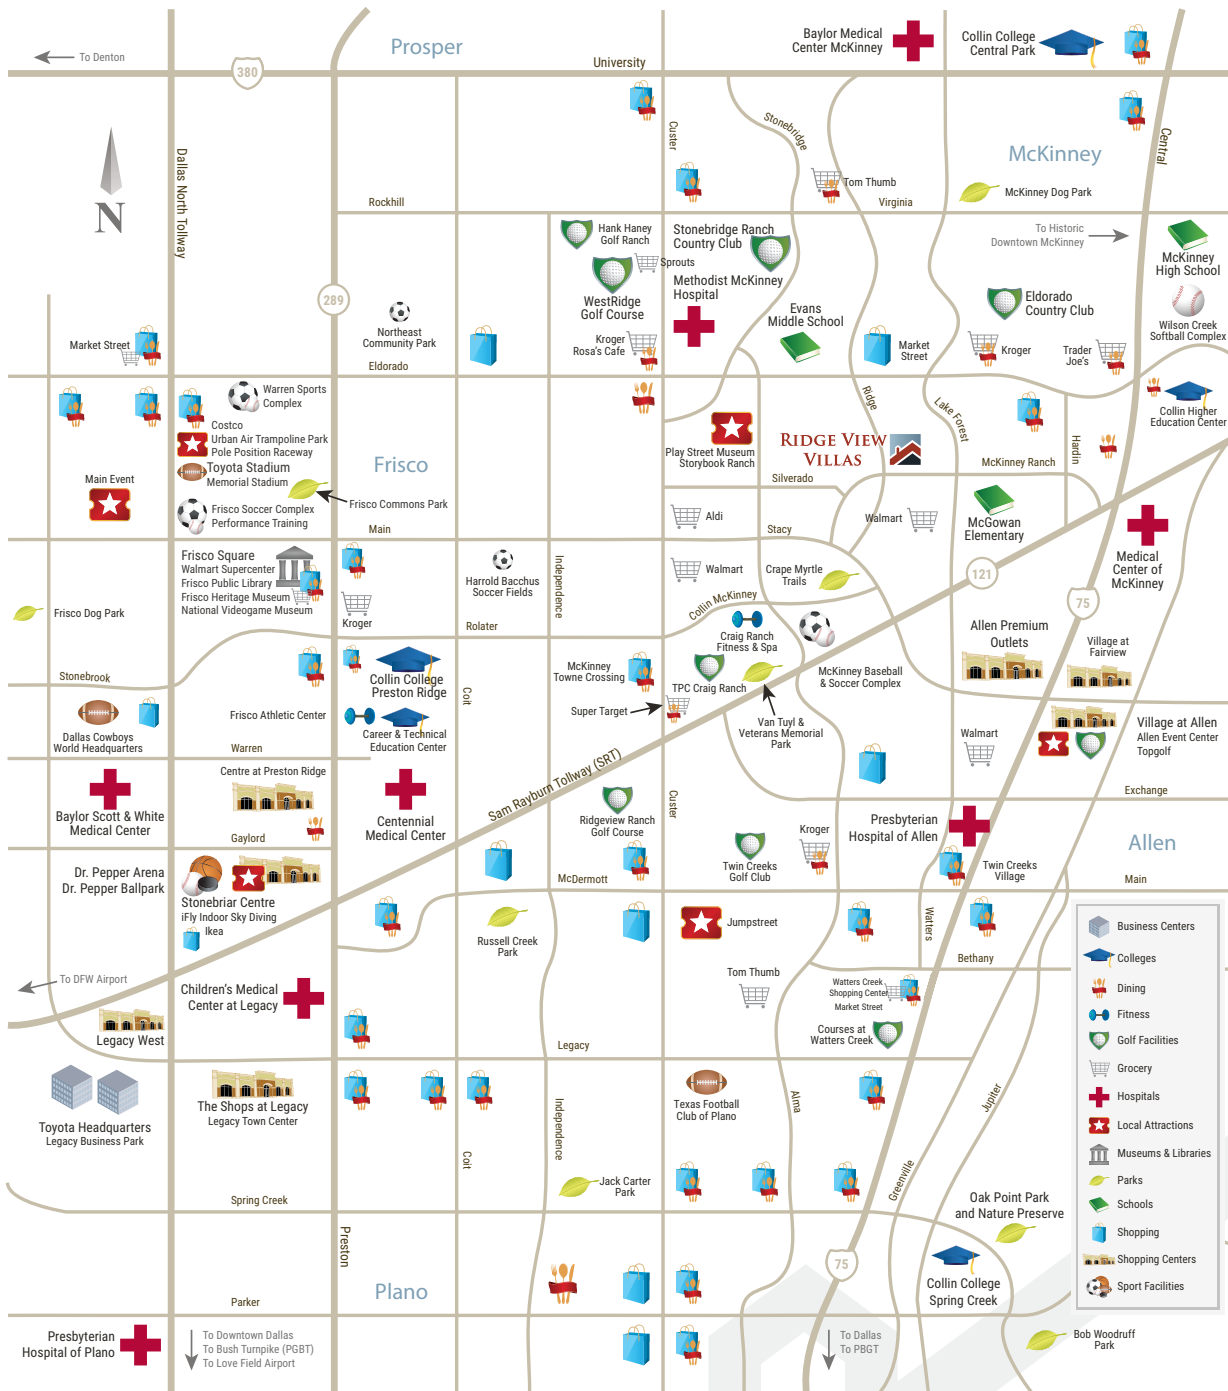 Prosper
Baylor Medical
Center McKinney
Collin College
Central Park
To Denton
380
University
Dallas North Tollway
Custer
Stonebridge
Central
McKinney
N
Tom Thumb
McKinney Dog Park
Rockhill
Virginia
Hank Haney
Golf Ranch
Stonebridge Ranch
Country Club
To Historic
Downtown McKinney
McKinney
High School
Sprouts
Methodist McKinney
Hospital
WestRidge
Golf Course
289
Evans
Middle School
Eldorado
Country Club
Wilson Creek
Softball Complex
Northeast
Community Park
Market Street
Kroger
Rosa's Cafe
Market
Street
Kroger
Trader
Joe's
Eldorado
Warren Sports
Complex
Ridge
Lake Forest
Collin Higher
Education Center
Costco
Urban Air Trampoline Park
Pole Position Raceway
Toyota Stadium
Memorial Stadium
Frisco
Play Street Museum
Storybook Ranch
RIDGE VIEW
VILLAS
McKinney Ranch
Hardin
Silverado
Main Event
Frisco Commons Park
Frisco Soccer Complex
Performance Training
Main
Aldi
Stacy
Walmart
McGowan
Elementary
Medical
Center of
McKinney
Frisco Square
Walmart Supercenter
Frisco Public Library
Frisco Heritage Museum
National Videogame Museum
Kroger
Harrold Bacchus
Soccer Fields
Independence
Walmart
Crape Myrtle
Trails
121
75
Frisco Dog Park
Rolater
Collin McKinney
Craig Ranch
Fitness & Spa
Allen Premium
Outlets
Village at
Fairview
Stonebrook
Collin College
Preston Ridge
Coit
McKinney
Towne Crossing
TPC Craig Ranch
McKinney Baseball
& Soccer Complex
Super Target
Van Tuyl &
Veterans Memorial
Park
Dallas Cowboys
World Headquarters
Frisco Athletic Center
Career & Technical
Education Center
Warren
Walmart
Village at Allen
Allen Event Center
Topgolf
Sam Rayburn Tollway (SRT)
Centre at Preston Ridge
Exchange
Custer
Baylor Scott & White
Medical Center
Centennial
Medical Center
Ridgeview Ranch
Golf Course
Presbyterian
Hospital of Allen
Allen
Gaylord
Kroger
Dr. Pepper Arena
Dr. Pepper Ballpark
Twin Creeks
Golf Club
Twin Creeks
Village
McDermott
Main
Stonebriar Centre
iFly Indoor Sky Diving
Ikea
Russell Creek
Park
Jumpstreet
Watters
Bethany
To DFW Airport
Children's Medical
Center at Legacy
Tom Thumb
Watters Creek
Shopping Center
Market Street
Legacy West
Courses at
Watters Creek
Legacy
Toyota Headquarters
Legacy Business Park
The Shops at Legacy
Legacy Town Center
Texas Football
Club of Plano
Alma
Jupiter
Independence
Coit
Greenville
Jack Carter
Park
Spring Creek
Oak Point Park
and Nature Preserve
Preston
75
Collin College
Spring Creek
Plano
Parker
Presbyterian
Hospital of Plano
To Downtown Dallas
To Bush Turnpike (PGBT)
To Love Field Airport
To Dallas
To PBGT
Bob Woodruff
Park
Business Centers
Colleges
Dining
Fitness
Golf Facilities
Grocery
Hospitals
Local Attractions
Museums & Libraries
Parks
Schools
Shopping
Shopping Centers
Sport Facilities